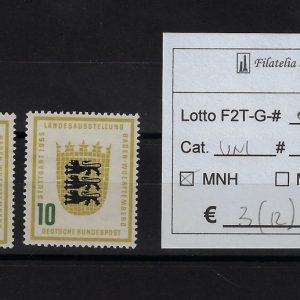 LANDESAUSSTELLUNG
STUTTGART 1955
BADEN-WÜRTTEMBERG
10
DEUTSCHE BUNDESPOST
Filatelia
Lotto F2T-G-#
Cat. UNI #
☒ MNH ☐ M
€ 3 (12)